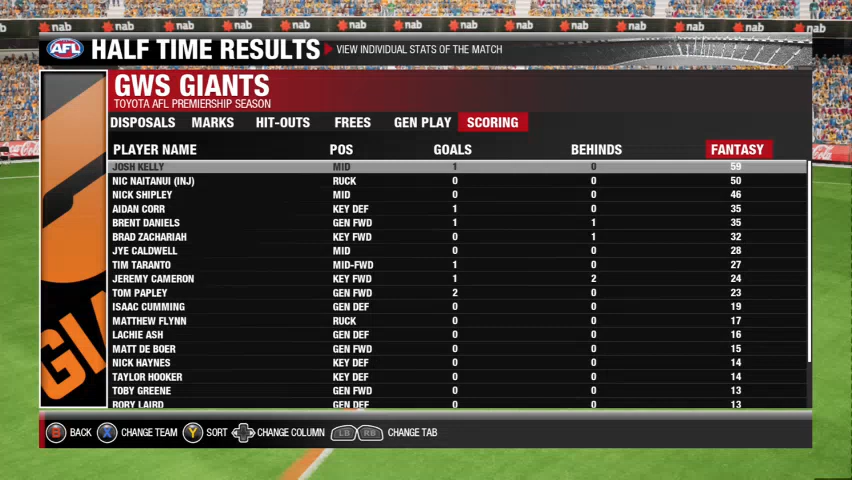 nab nab nab nab nab nab nab nab nab nab nab nab
AFL HALF TIME RESULTS VIEW INDIVIDUAL STATS OF THE MATCH
GWS GIANTS
TOYOTA AFL PREMIERSHIP SEASON
DISPOSALS MARKS HIT-OUTS FREES GEN PLAY SCORING
PLAYER NAME POS GOALS BEHINDS FANTASY
JOSH KELLY MID 1 0 59
NIC NAITANUI (INJ) RUCK 0 0 50
NICK SHIPLEY MID 0 0 46
AIDAN CORR KEY DEF 1 0 35
BRENT DANIELS GEN FWD 1 1 35
BRAD ZACHARIAH KEY FWD 0 1 32
JYE CALDWELL MID 0 0 28
TIM TARANTO MID-FWD 1 0 27
JEREMY CAMERON KEY FWD 1 2 24
TOM PAPLEY GEN FWD 2 0 23
ISAAC CUMMING GEN DEF 0 0 19
MATTHEW FLYNN RUCK 0 0 17
LACHIE ASH GEN DEF 0 0 16
MATT DE BOER GEN FWD 0 0 15
NICK HAYNES KEY DEF 0 0 14
TAYLOR HOOKER KEY DEF 0 0 14
TOBY GREENE GEN FWD 0 0 13
RORY LAIRD GEN DEF 0 0 13
GIA
B BACK X CHANGE TEAM Y SORT CHANGE COLUMN LB RB CHANGE TAB